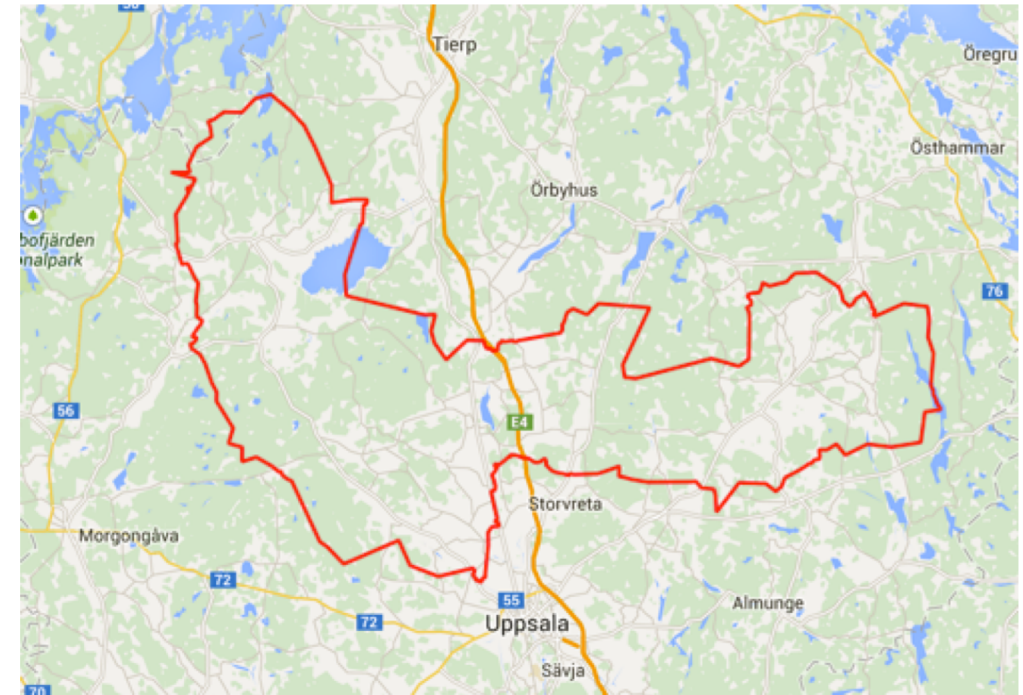 Tierp
Öregru
Östhammar
Örbyhus
bofjärden
onalpark
76
56
E4
Storvreta
Morgongåva
72
55
72
Almunge
Uppsala
Sävja
70